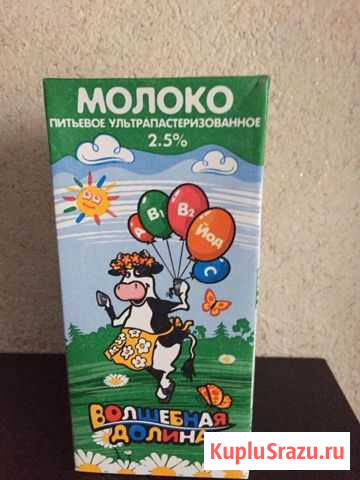 МОЛОКО
ПИТЬЕВОЕ УЛЬТРАПАСТЕРИЗОВАННОЕ
2.5%
A B1 B2 Йод C
ВОЛШЕБНАЯ
ДОЛИНА
KupluSrazu.ru